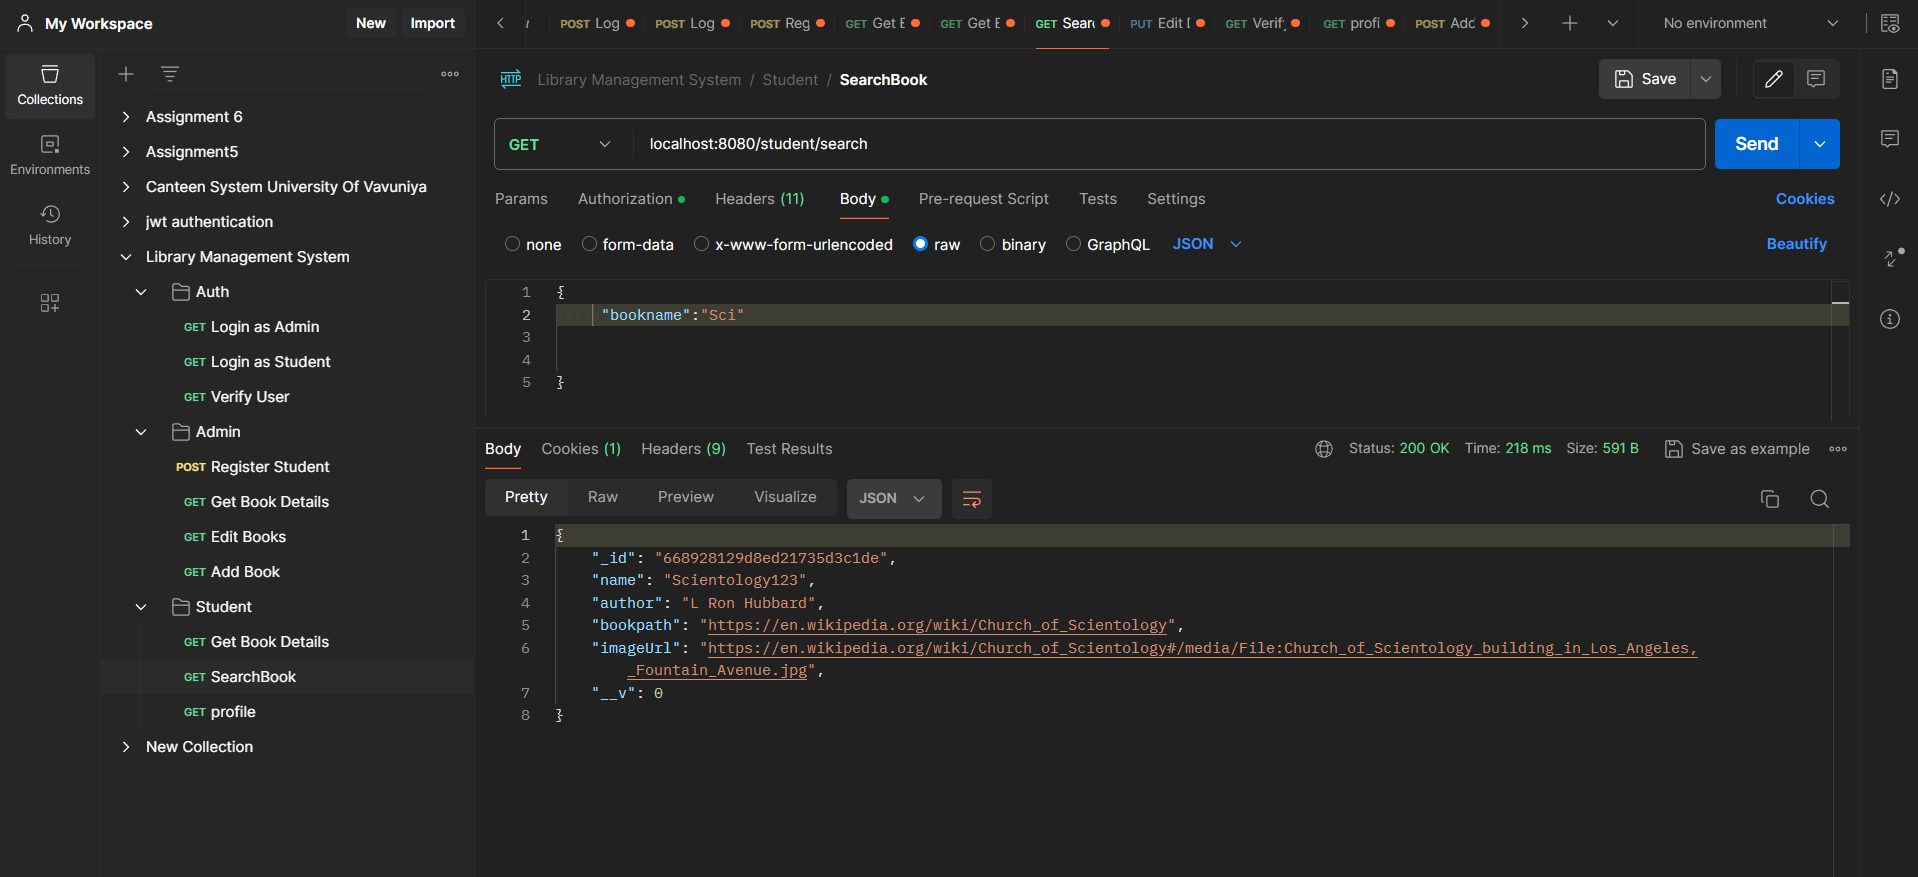 My Workspace
New
Import
POST Log
POST Log
POST Reg
GET Get E
GET Get E
GET Sear
PUT Edit
GET Verif
GET profi
POST Add
No environment
Collections
Environments
History
Assignment 6
Assignment5
Canteen System University Of Vavuniya
jwt authentication
Library Management System
Auth
GET Login as Admin
GET Login as Student
GET Verify User
Admin
POST Register Student
GET Get Book Details
GET Edit Books
GET Add Book
Student
GET Get Book Details
GET SearchBook
GET profile
New Collection
HTTP Library Management System / Student / SearchBook
Save
GET localhost:8080/student/search
Send
Params Authorization Headers (11) Body Pre-request Script Tests Settings Cookies
none form-data x-www-form-urlencoded raw binary GraphQL JSON Beautify
1 {
2 "bookname":"Sci"
3
4
5 }
Body Cookies (1) Headers (9) Test Results Status: 200 OK Time: 218 ms Size: 591 B Save as example
Pretty Raw Preview Visualize JSON
1 {
2 "_id": "668928129d8ed21735d3c1de",
3 "name": "Scientology123",
4 "author": "L Ron Hubbard",
5 "bookpath": "https://en.wikipedia.org/wiki/Church_of_Scientology",
6 "imageUrl": "https://en.wikipedia.org/wiki/Church_of_Scientology#/media/File:Church_of_Scientology_building_in_Los_Angeles,
_Fountain_Avenue.jpg",
7 "__v": 0
8 }